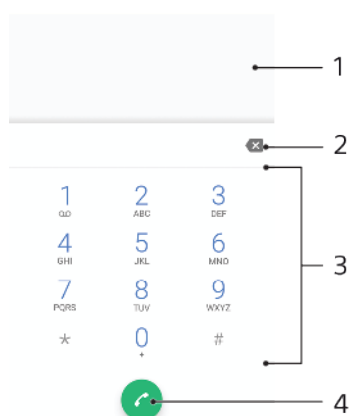 1
2
1 2 3
ABC DEF
4 5 6
GHI JKL MNO
3
7 8 9
PQRS TUV WXYZ
* 0 #
+
4